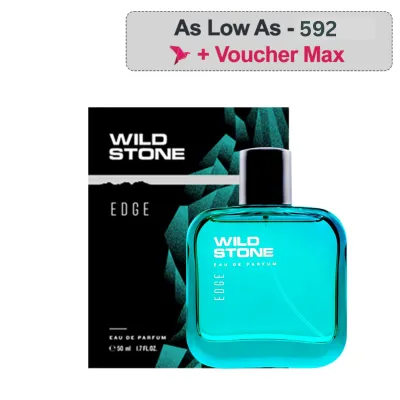 As Low As - 592
+ Voucher Max
WILD
STONE
EDGE
EAU DE PARFUM
℮ 50 ml 1.7 FL.OZ.
WILD
STONE
EAU DE PARFUM
EDGE